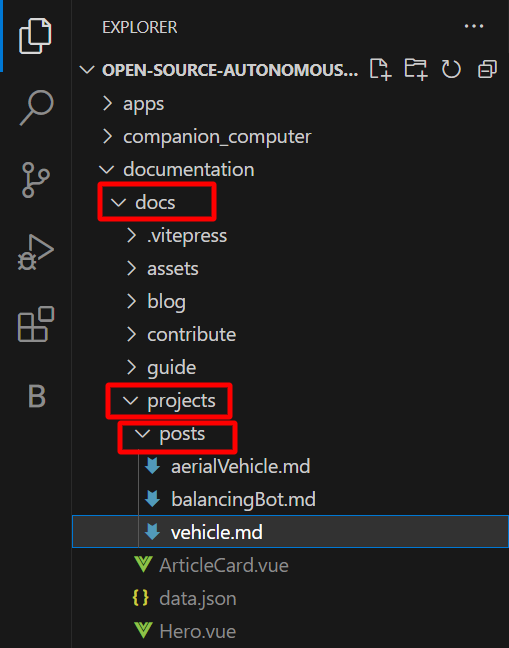 EXPLORER
OPEN-SOURCE-AUTONOMOUS...
apps
companion_computer
documentation
docs
.vitepress
assets
blog
contribute
guide
projects
posts
aerialVehicle.md
balancingBot.md
vehicle.md
ArticleCard.vue
{} data.json
Hero.vue
B